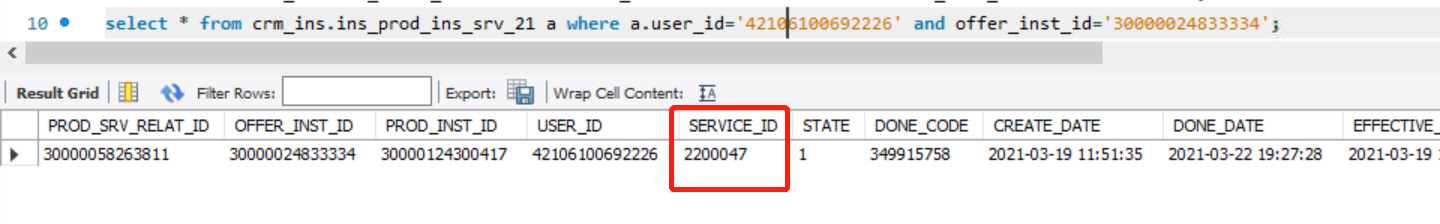 10 select * from crm_ins.ins_prod_ins_srv_21 a where a.user_id='42106100692226' and offer_inst_id='30000024833334';
Result Grid Filter Rows: Export: Wrap Cell Content: IA
PROD_SRV_RELAT_ID OFFER_INST_ID PROD_INST_ID USER_ID SERVICE_ID STATE DONE_CODE CREATE_DATE DONE_DATE EFFECTIVE_
30000058263811 30000024833334 30000124300417 42106100692226 2200047 1 349915758 2021-03-19 11:51:35 2021-03-22 19:27:28 2021-03-19